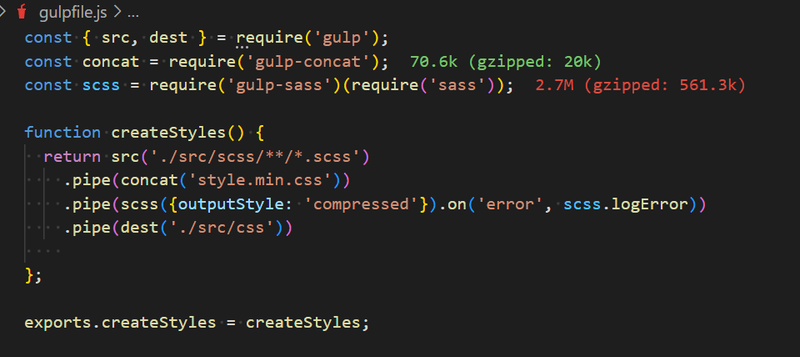 gulpfile.js > ...
const { src, dest } = require('gulp');
const concat = require('gulp-concat');  70.6k (gzipped: 20k)
const scss = require('gulp-sass')(require('sass'));  2.7M (gzipped: 561.3k)

function createStyles() {
  return src('./src/scss/**/*.scss')
    .pipe(concat('style.min.css'))
    .pipe(scss({outputStyle: 'compressed'}).on('error', scss.logError))
    .pipe(dest('./src/css'))

};

exports.createStyles = createStyles;